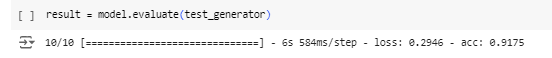 [ ] result = model.evaluate(test_generator)
10/10 [==============================] - 6s 584ms/step - loss: 0.2946 - acc: 0.9175